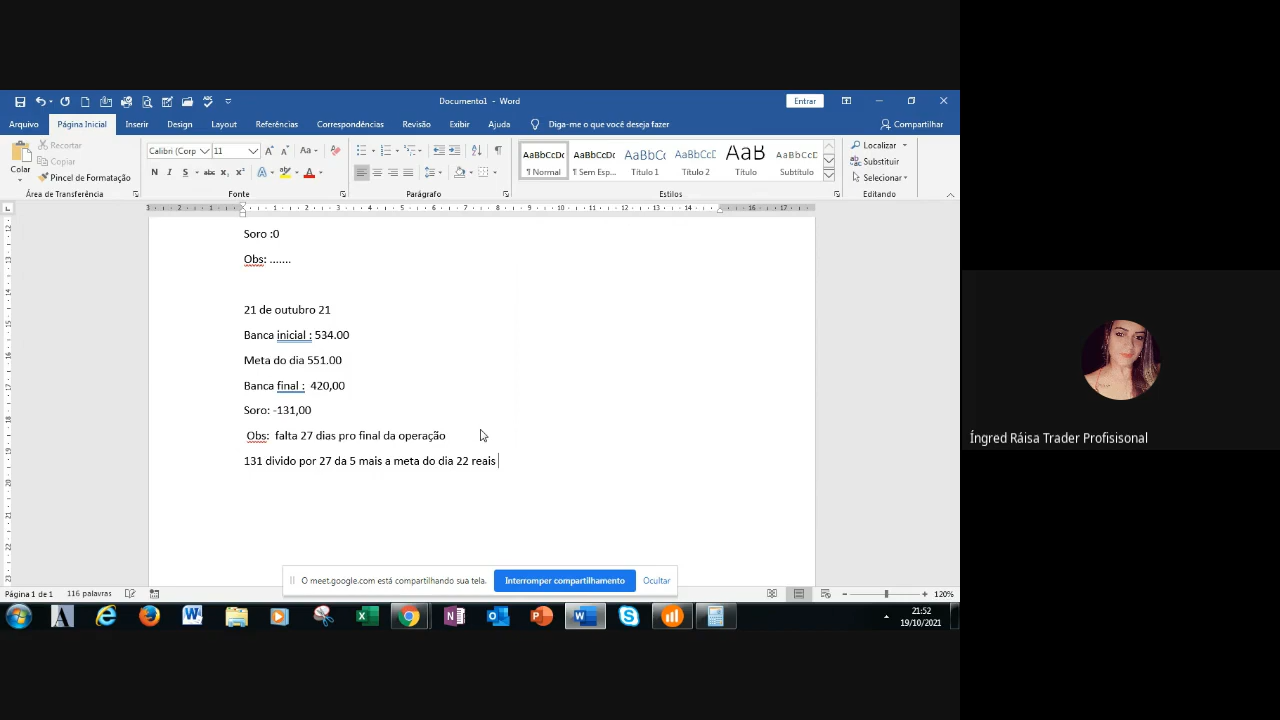 Documento1 - Word
Entrar
Arquivo
Página Inicial
Inserir
Design
Layout
Referências
Correspondências
Revisão
Exibir
Ajuda
Diga-me o que você deseja fazer
Compartilhar
Colar
Recortar
Copiar
Pincel de Formatação
Área de Transferência
Calibri (Corp
11
Fonte
Parágrafo
AaBbCcDc
AaBbCcDc
AaBbCc
AaBbCcD
AaB
AaBbCcD
¶ Normal
¶ Sem Esp...
Título 1
Título 2
Título
Subtítulo
Estilos
Localizar
Substituir
Selecionar
Editando
Soro :0
Obs: .......
21 de outubro 21
Banca inicial : 534.00
Meta do dia 551.00
Banca final : 420,00
Soro: -131,00
Obs: falta 27 dias pro final da operação
131 divido por 27 da 5 mais a meta do dia 22 reais
Íngred Ráisa Trader Profisisonal
O meet.google.com está compartilhando sua tela.
Interromper compartilhamento
Ocultar
Página 1 de 1
116 palavras
120%
21:52
19/10/2021